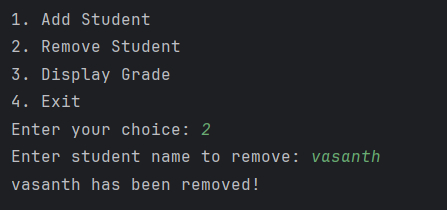 1. Add Student
2. Remove Student
3. Display Grade
4. Exit
Enter your choice: 2
Enter student name to remove: vasanth
vasanth has been removed!